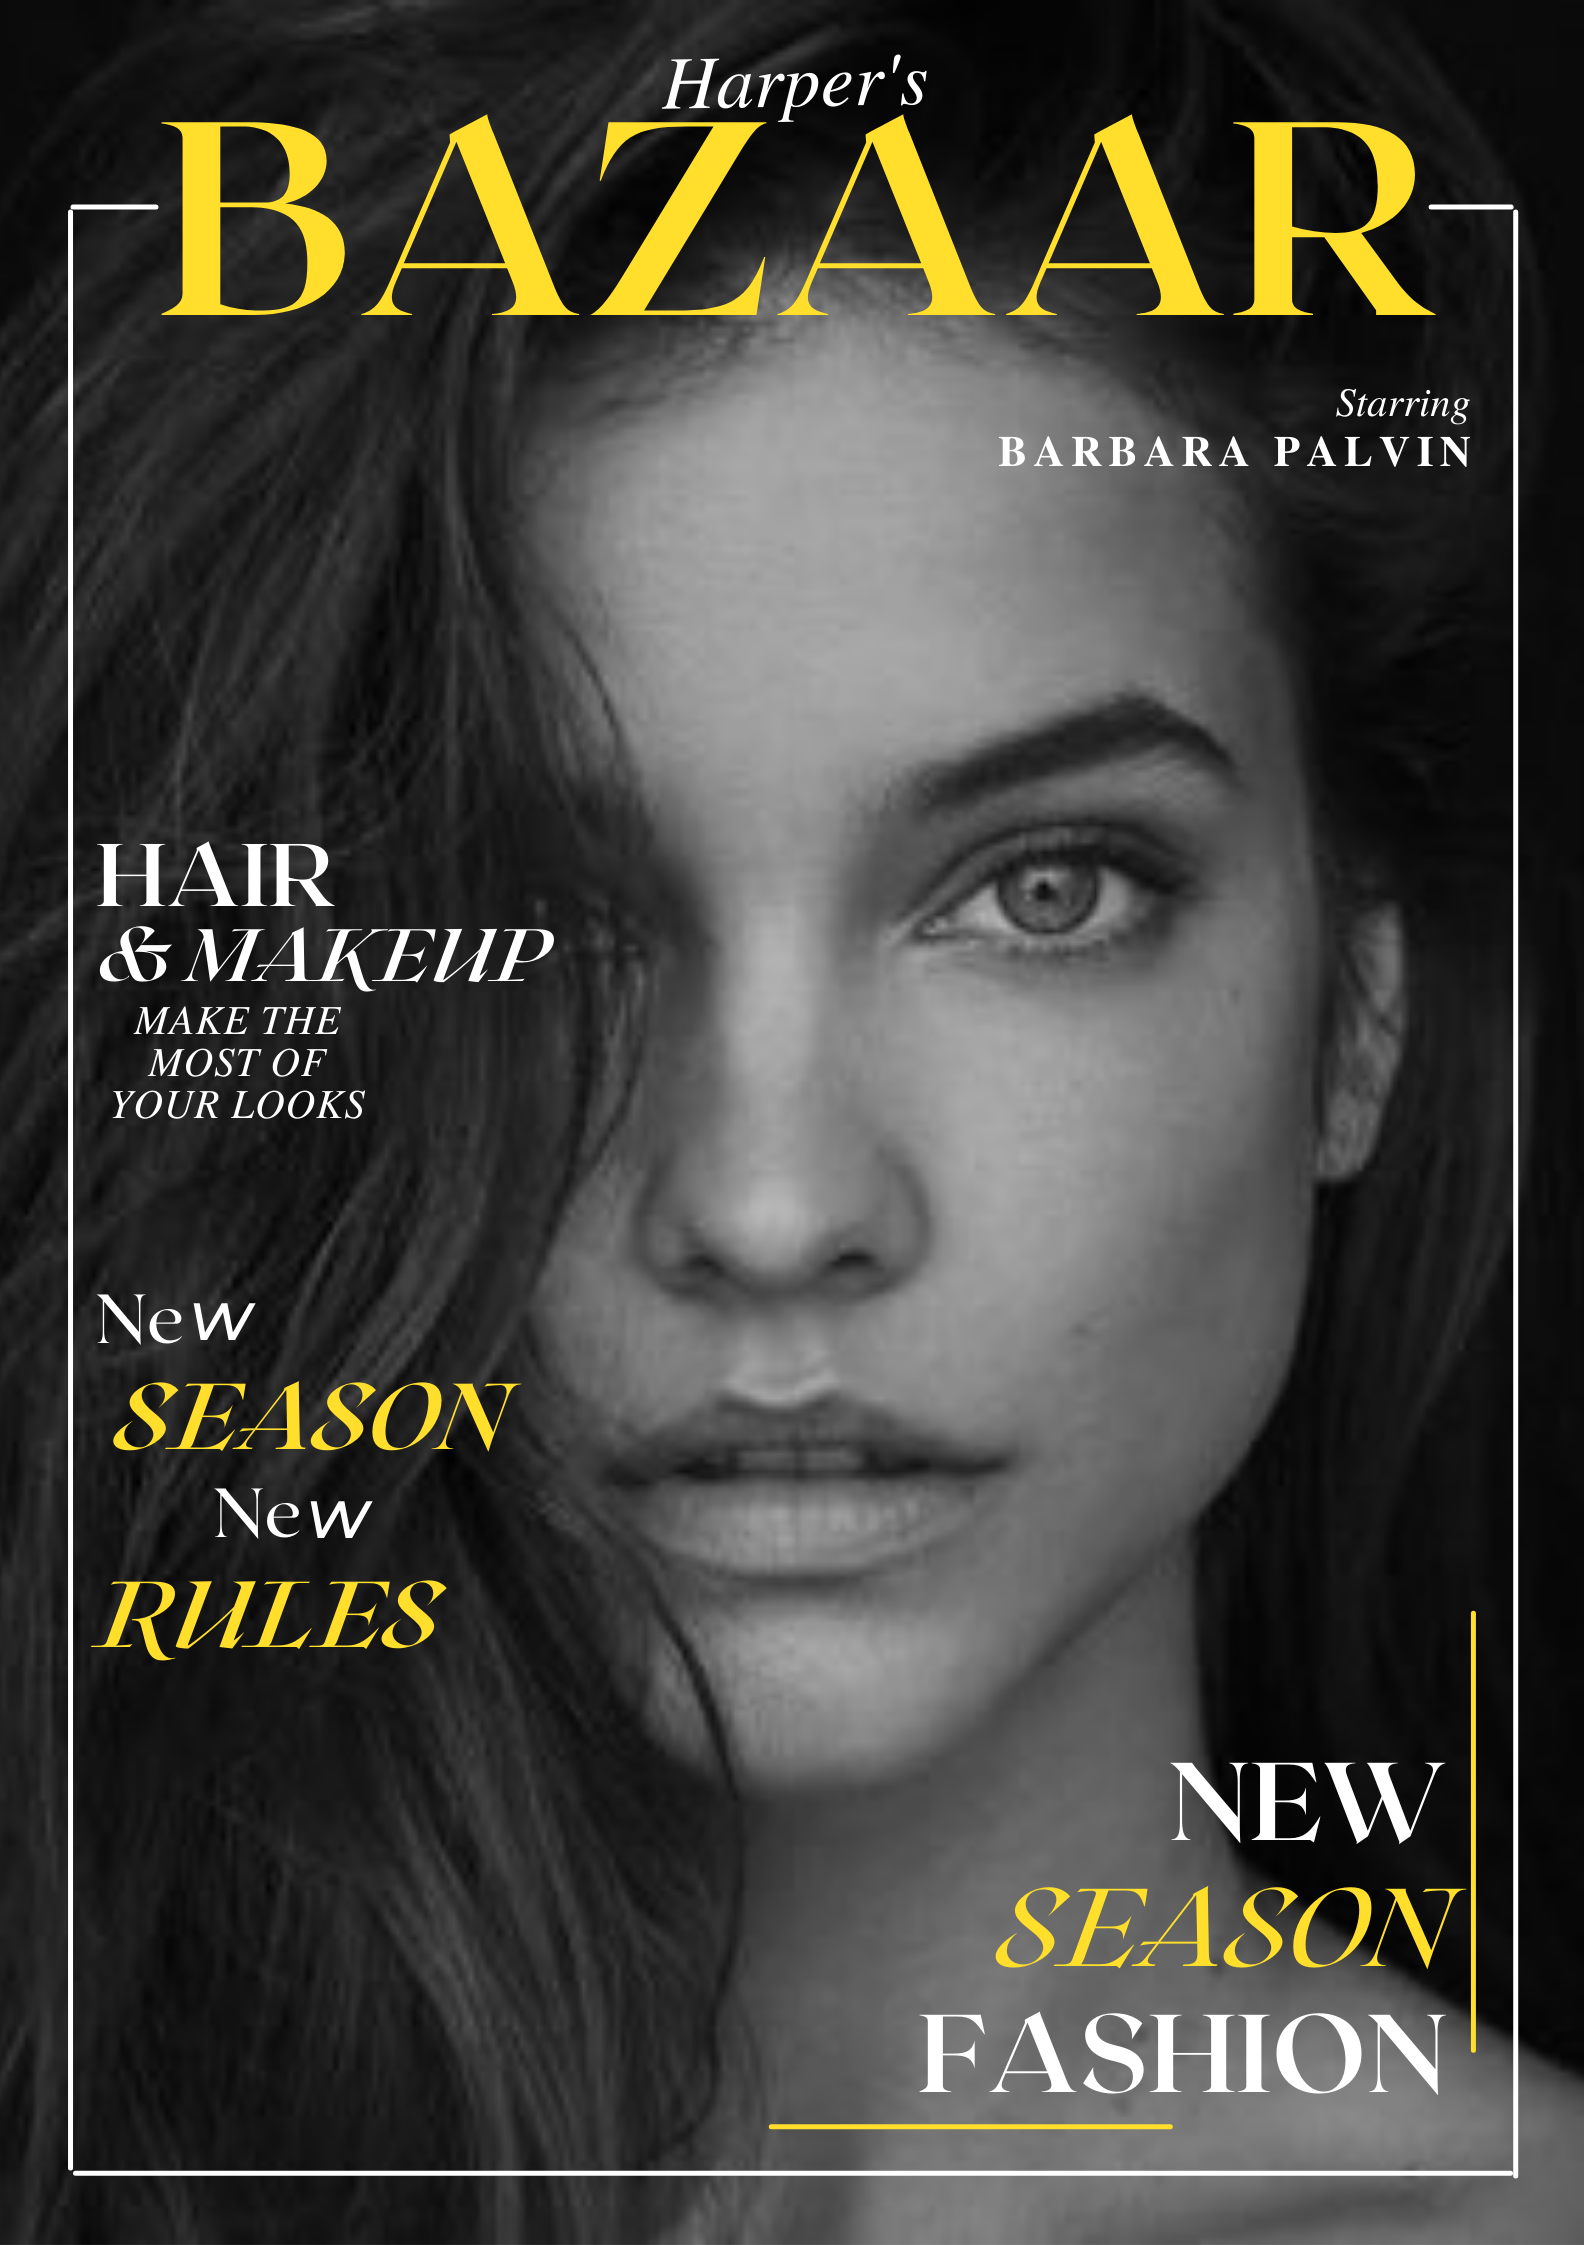 Harper's
BAZAAR
Starring
BARBARA PALVIN
HAIR
& MAKEUP
MAKE THE
MOST OF
YOUR LOOKS
New
SEASON
New
RULES
NEW
SEASON
FASHION